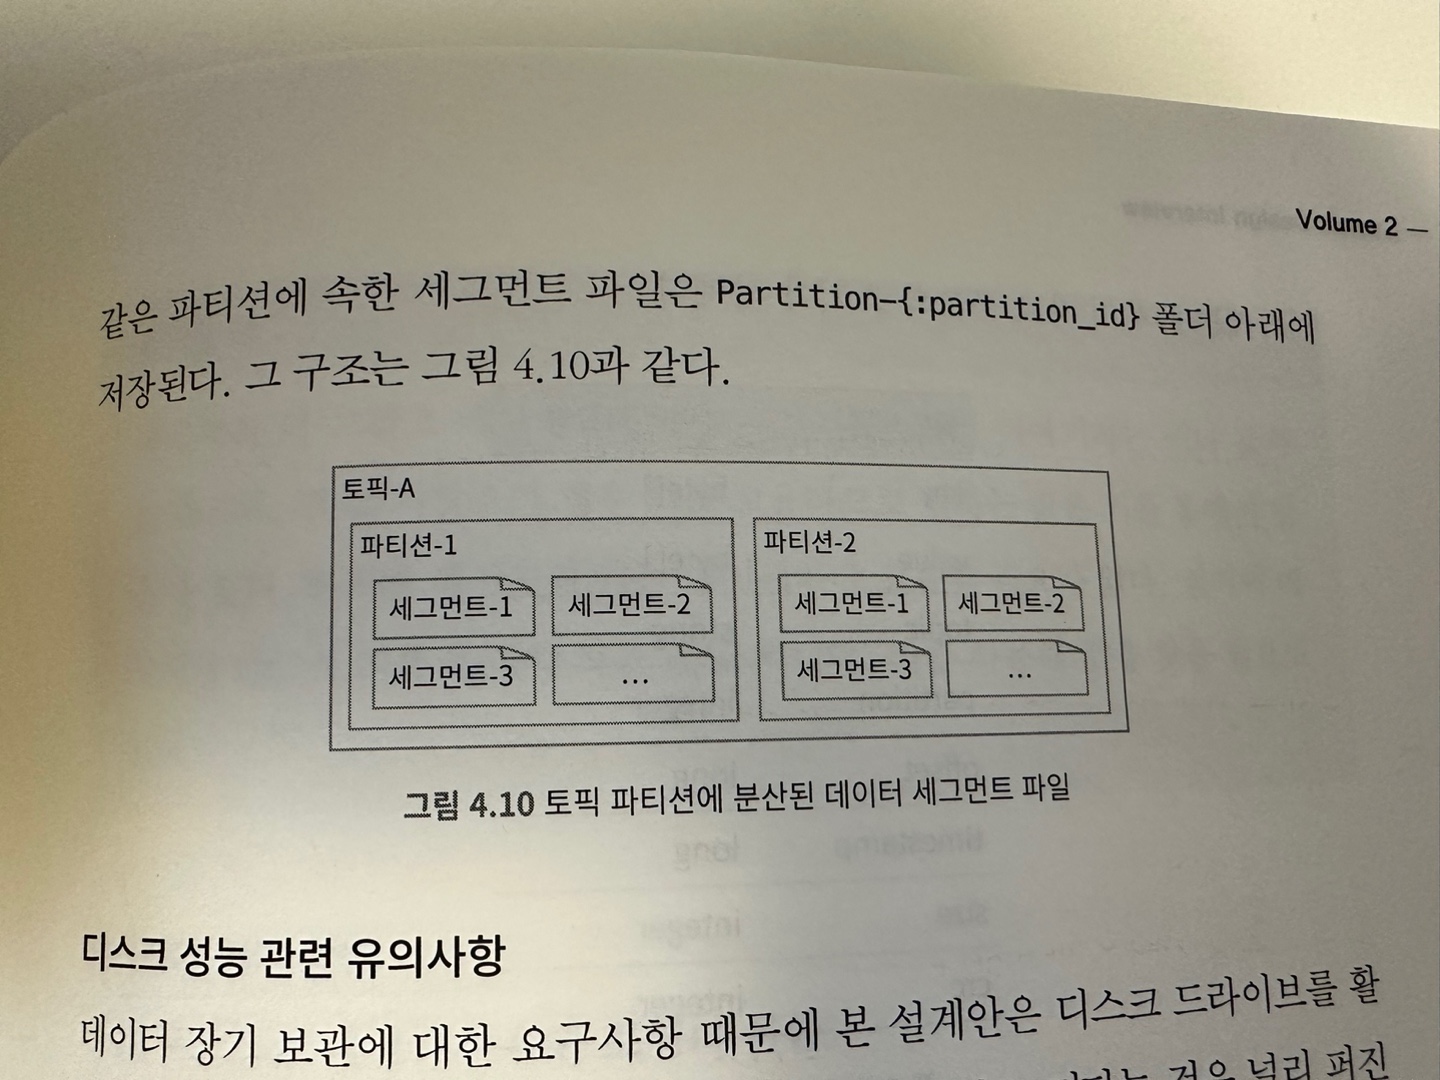 Volume 2 —
같은 파티션에 속한 세그먼트 파일은 Partition-{:partition_id} 폴더 아래에
저장된다. 그 구조는 그림 4.10과 같다.
토픽-A
파티션-1
세그먼트-1 세그먼트-2
세그먼트-3 ...
파티션-2
세그먼트-1 세그먼트-2
세그먼트-3 ...
그림 4.10 토픽 파티션에 분산된 데이터 세그먼트 파일
디스크 성능 관련 유의사항
데이터 장기 보관에 대한 요구사항 때문에 본 설계안은 디스크 드라이브를 활
것은 널리 퍼진